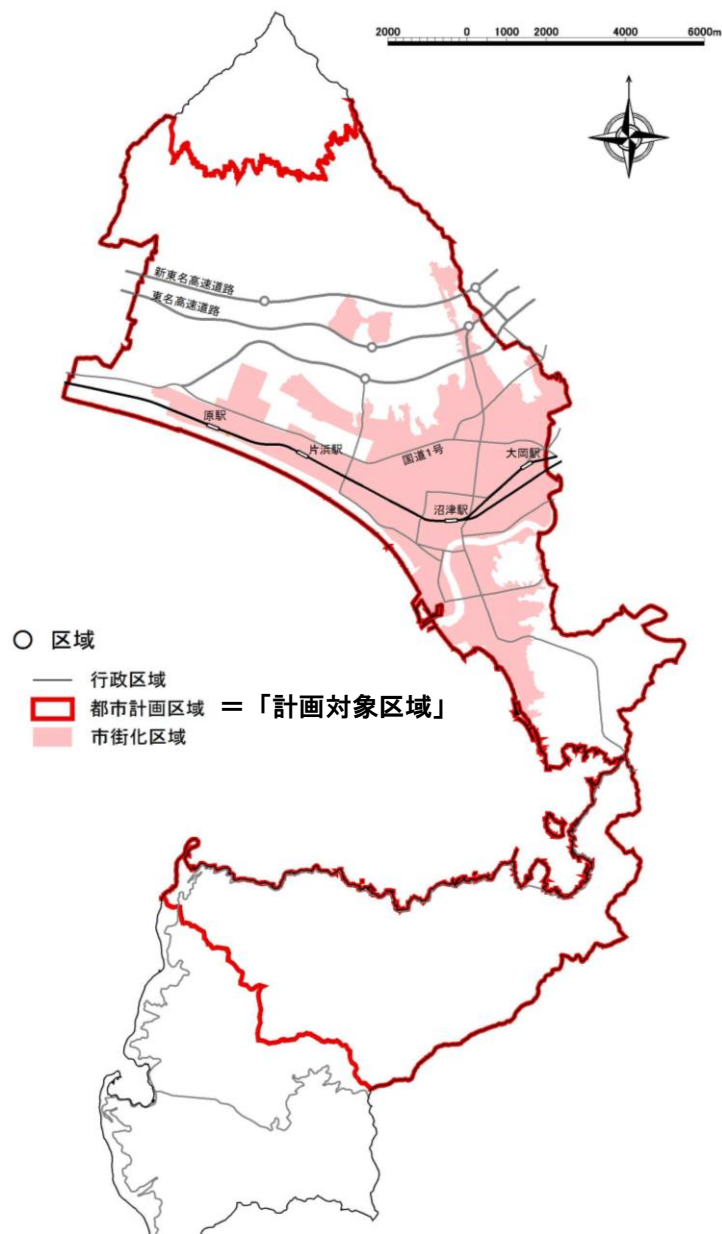 2000 0 1000 2000 4000 6000m
新東名高速道路
東名高速道路
原駅
片浜駅
国道1号
大岡駅
沼津駅
○ 区域
行政区域
都市計画区域 ＝「計画対象区域」
市街化区域